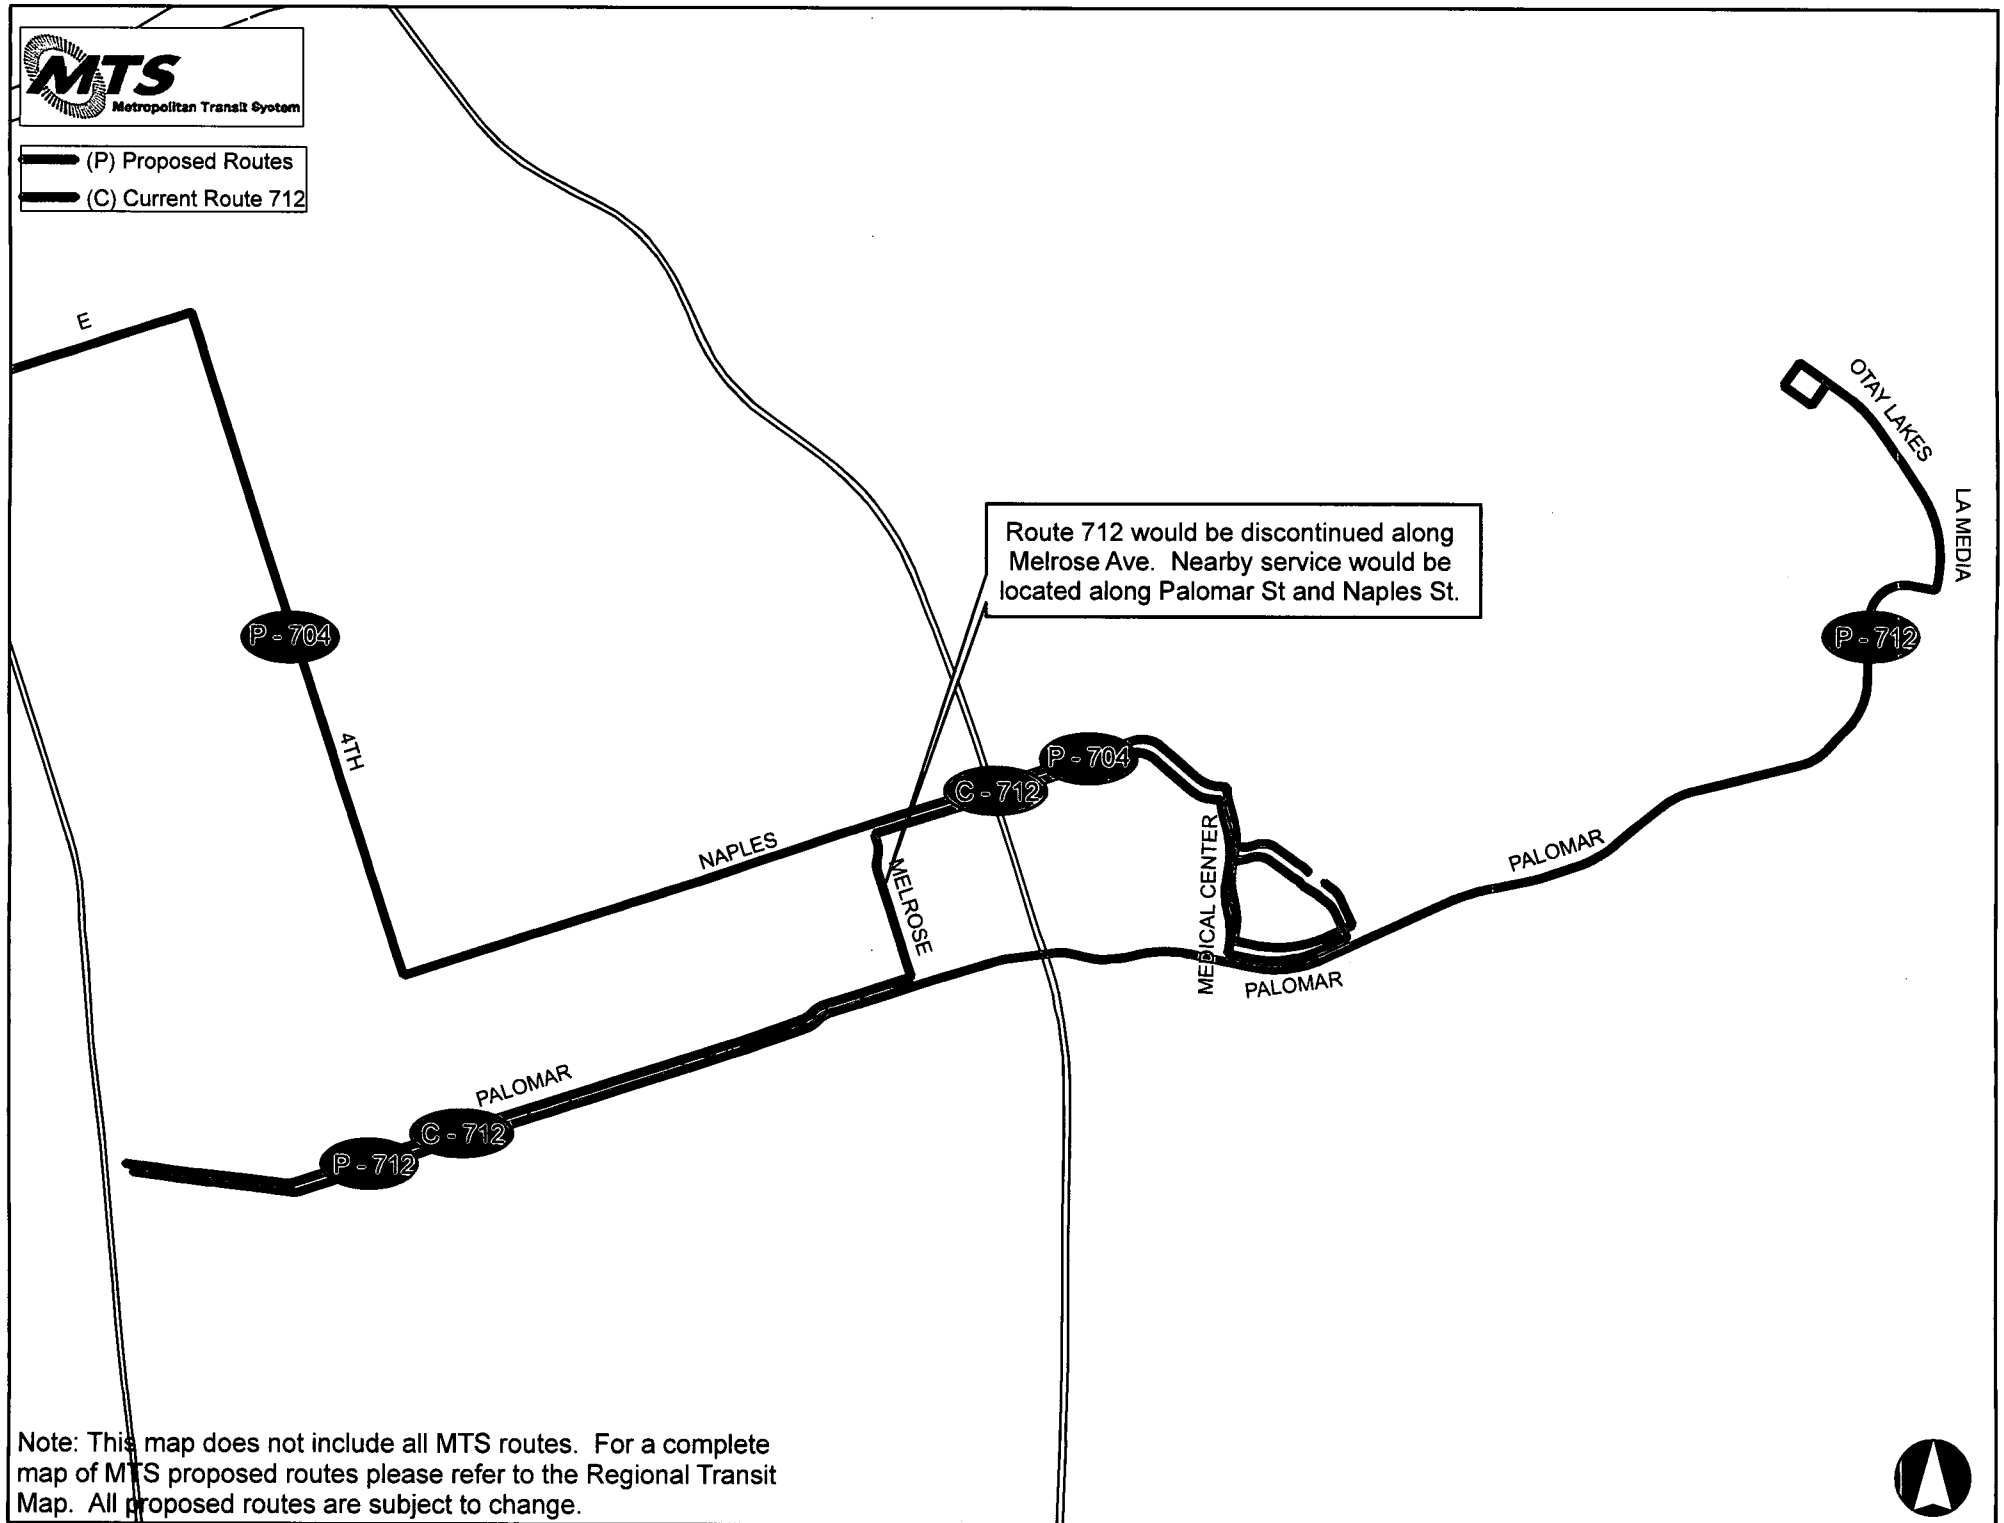 MTS
Metropolitan Transit System
(P) Proposed Routes
(C) Current Route 712
E
OTAY LAKES
LA MEDIA
Route 712 would be discontinued along
Melrose Ave. Nearby service would be
located along Palomar St and Naples St.
P - 704
P - 712
4TH
P - 704
C - 712
NAPLES
MELROSE
MEDICAL CENTER
PALOMAR
PALOMAR
PALOMAR
C - 712
P - 712
Note: This map does not include all MTS routes. For a complete
map of MTS proposed routes please refer to the Regional Transit
Map. All proposed routes are subject to change.